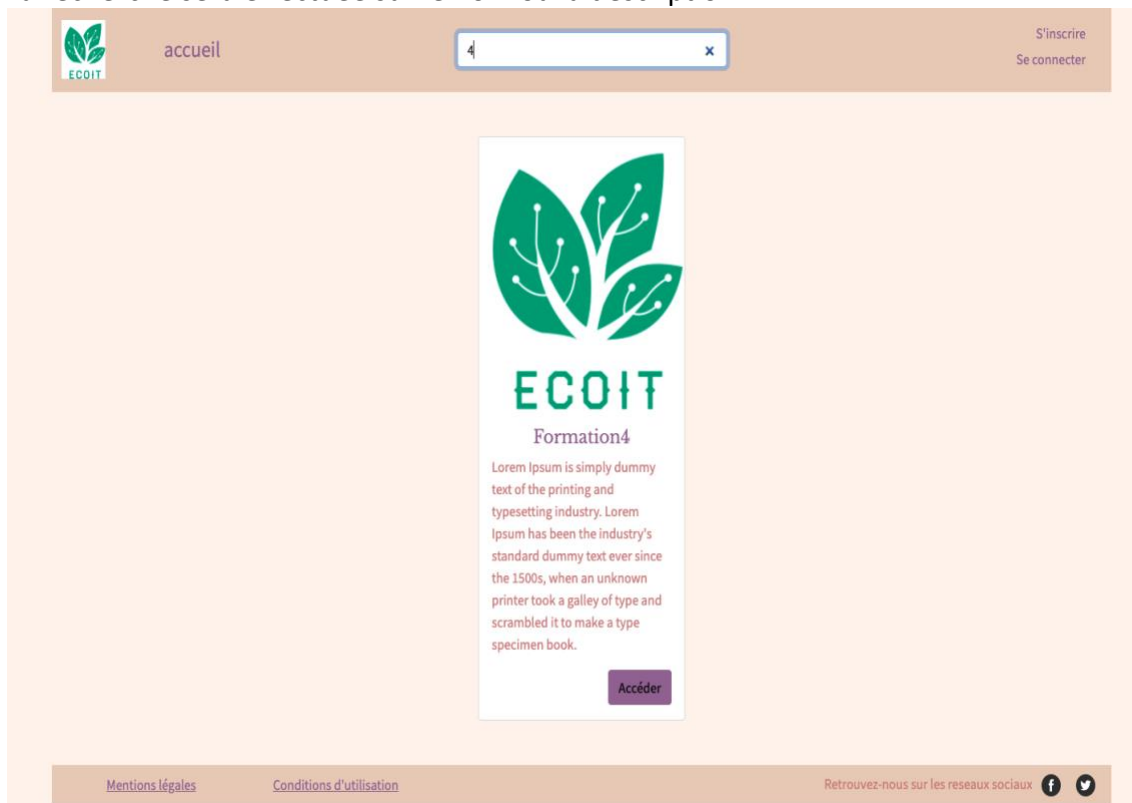 accueil
4
S'inscrire
Se connecter
ECOIT
ECOIT
Formation4
Lorem Ipsum is simply dummy
text of the printing and
typesetting industry. Lorem
Ipsum has been the industry's
standard dummy text ever since
the 1500s, when an unknown
printer took a galley of type and
scrambled it to make a type
specimen book.
Accéder
Mentions légales
Conditions d'utilisation
Retrouvez-nous sur les reseaux sociaux